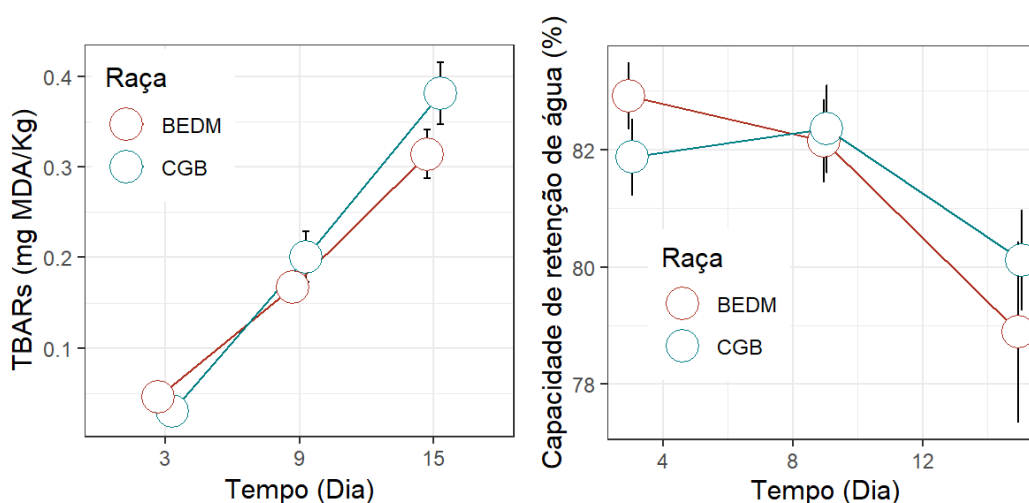 TBARs (mg MDA/Kg)
0.4
0.3
0.2
0.1
Raça
BEDM
CGB
3
9
15
Tempo (Dia)
Capacidade de retenção de água (%)
82
80
78
Raça
BEDM
CGB
4
8
12
Tempo (Dia)